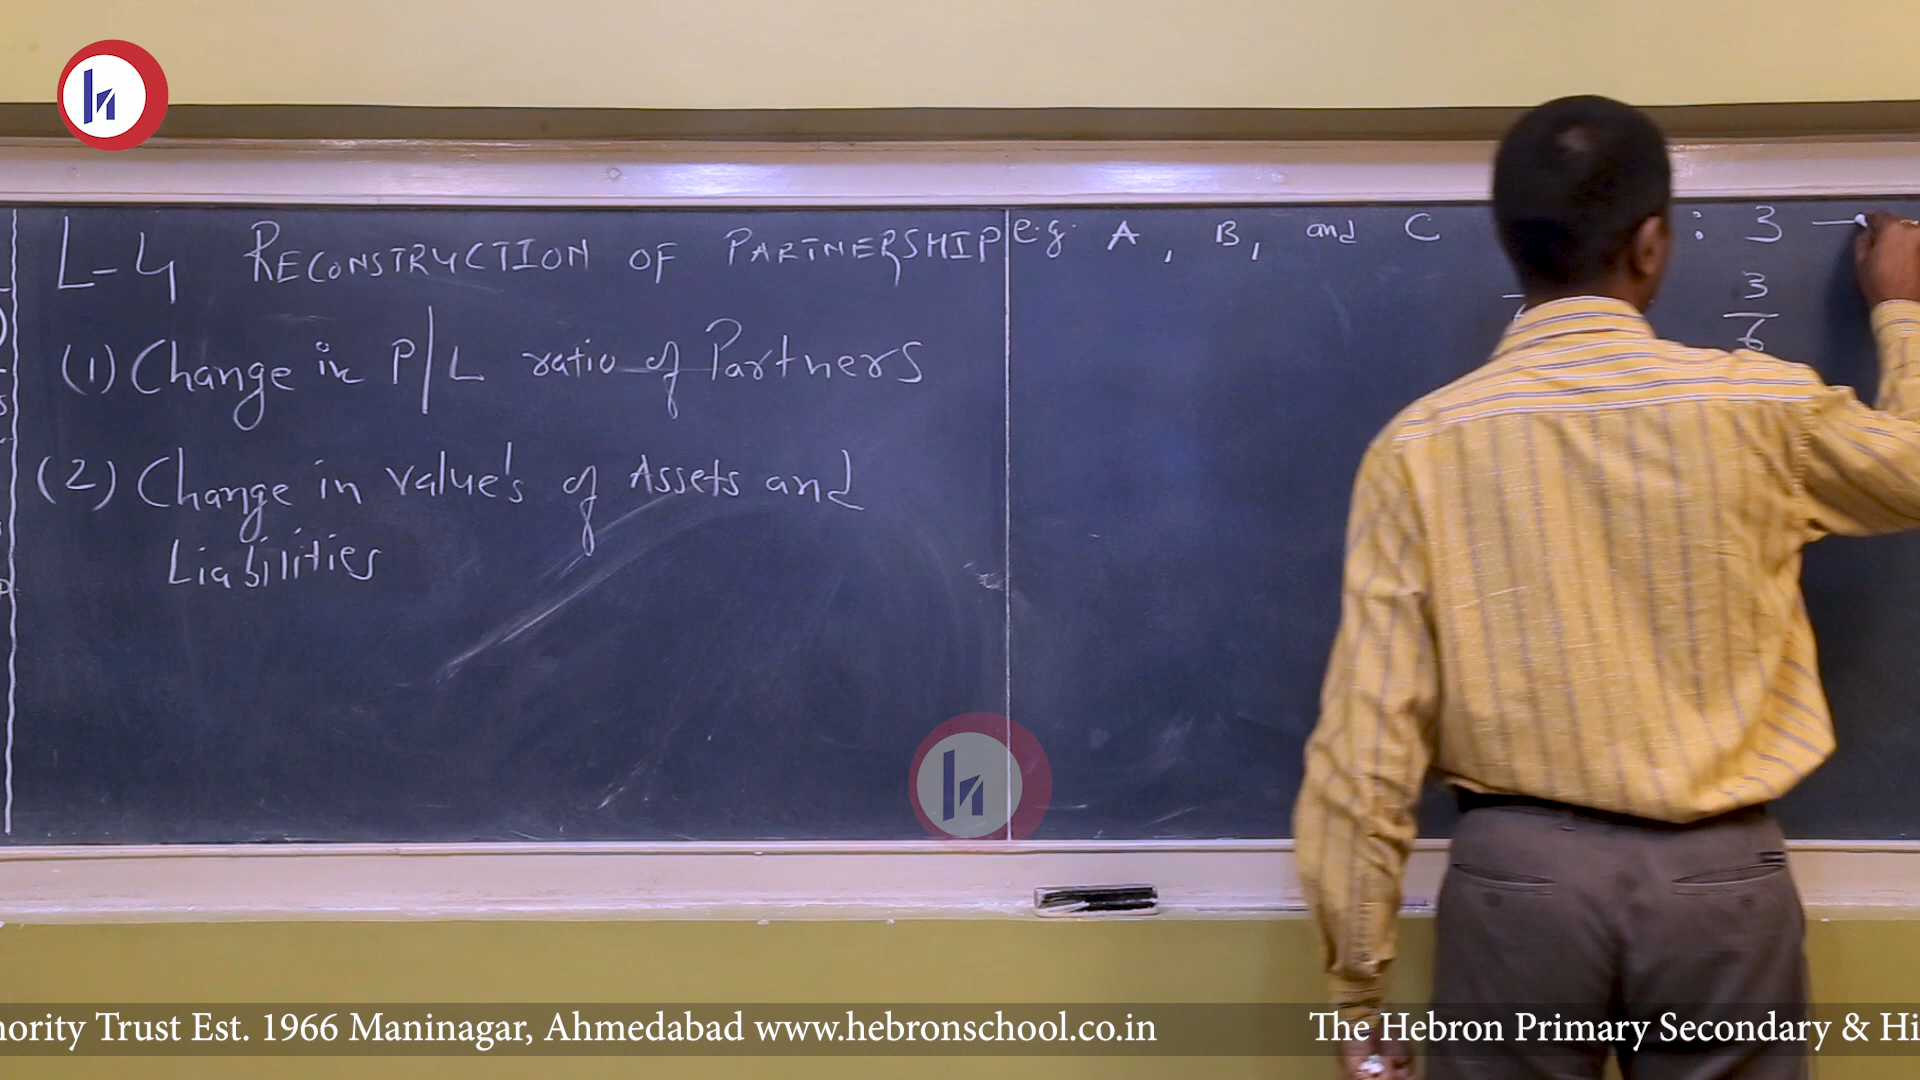 L-4 RECONSTRUCTION OF PARTNERSHIP
(1) Change in P/L ratio of Partners
(2) Change in value's of Assets and
Liabilities
e.g. A, B, and C : 3 —
3
6
nority Trust Est. 1966 Maninagar, Ahmedabad www.hebronschool.co.in The Hebron Primary Secondary & Hi